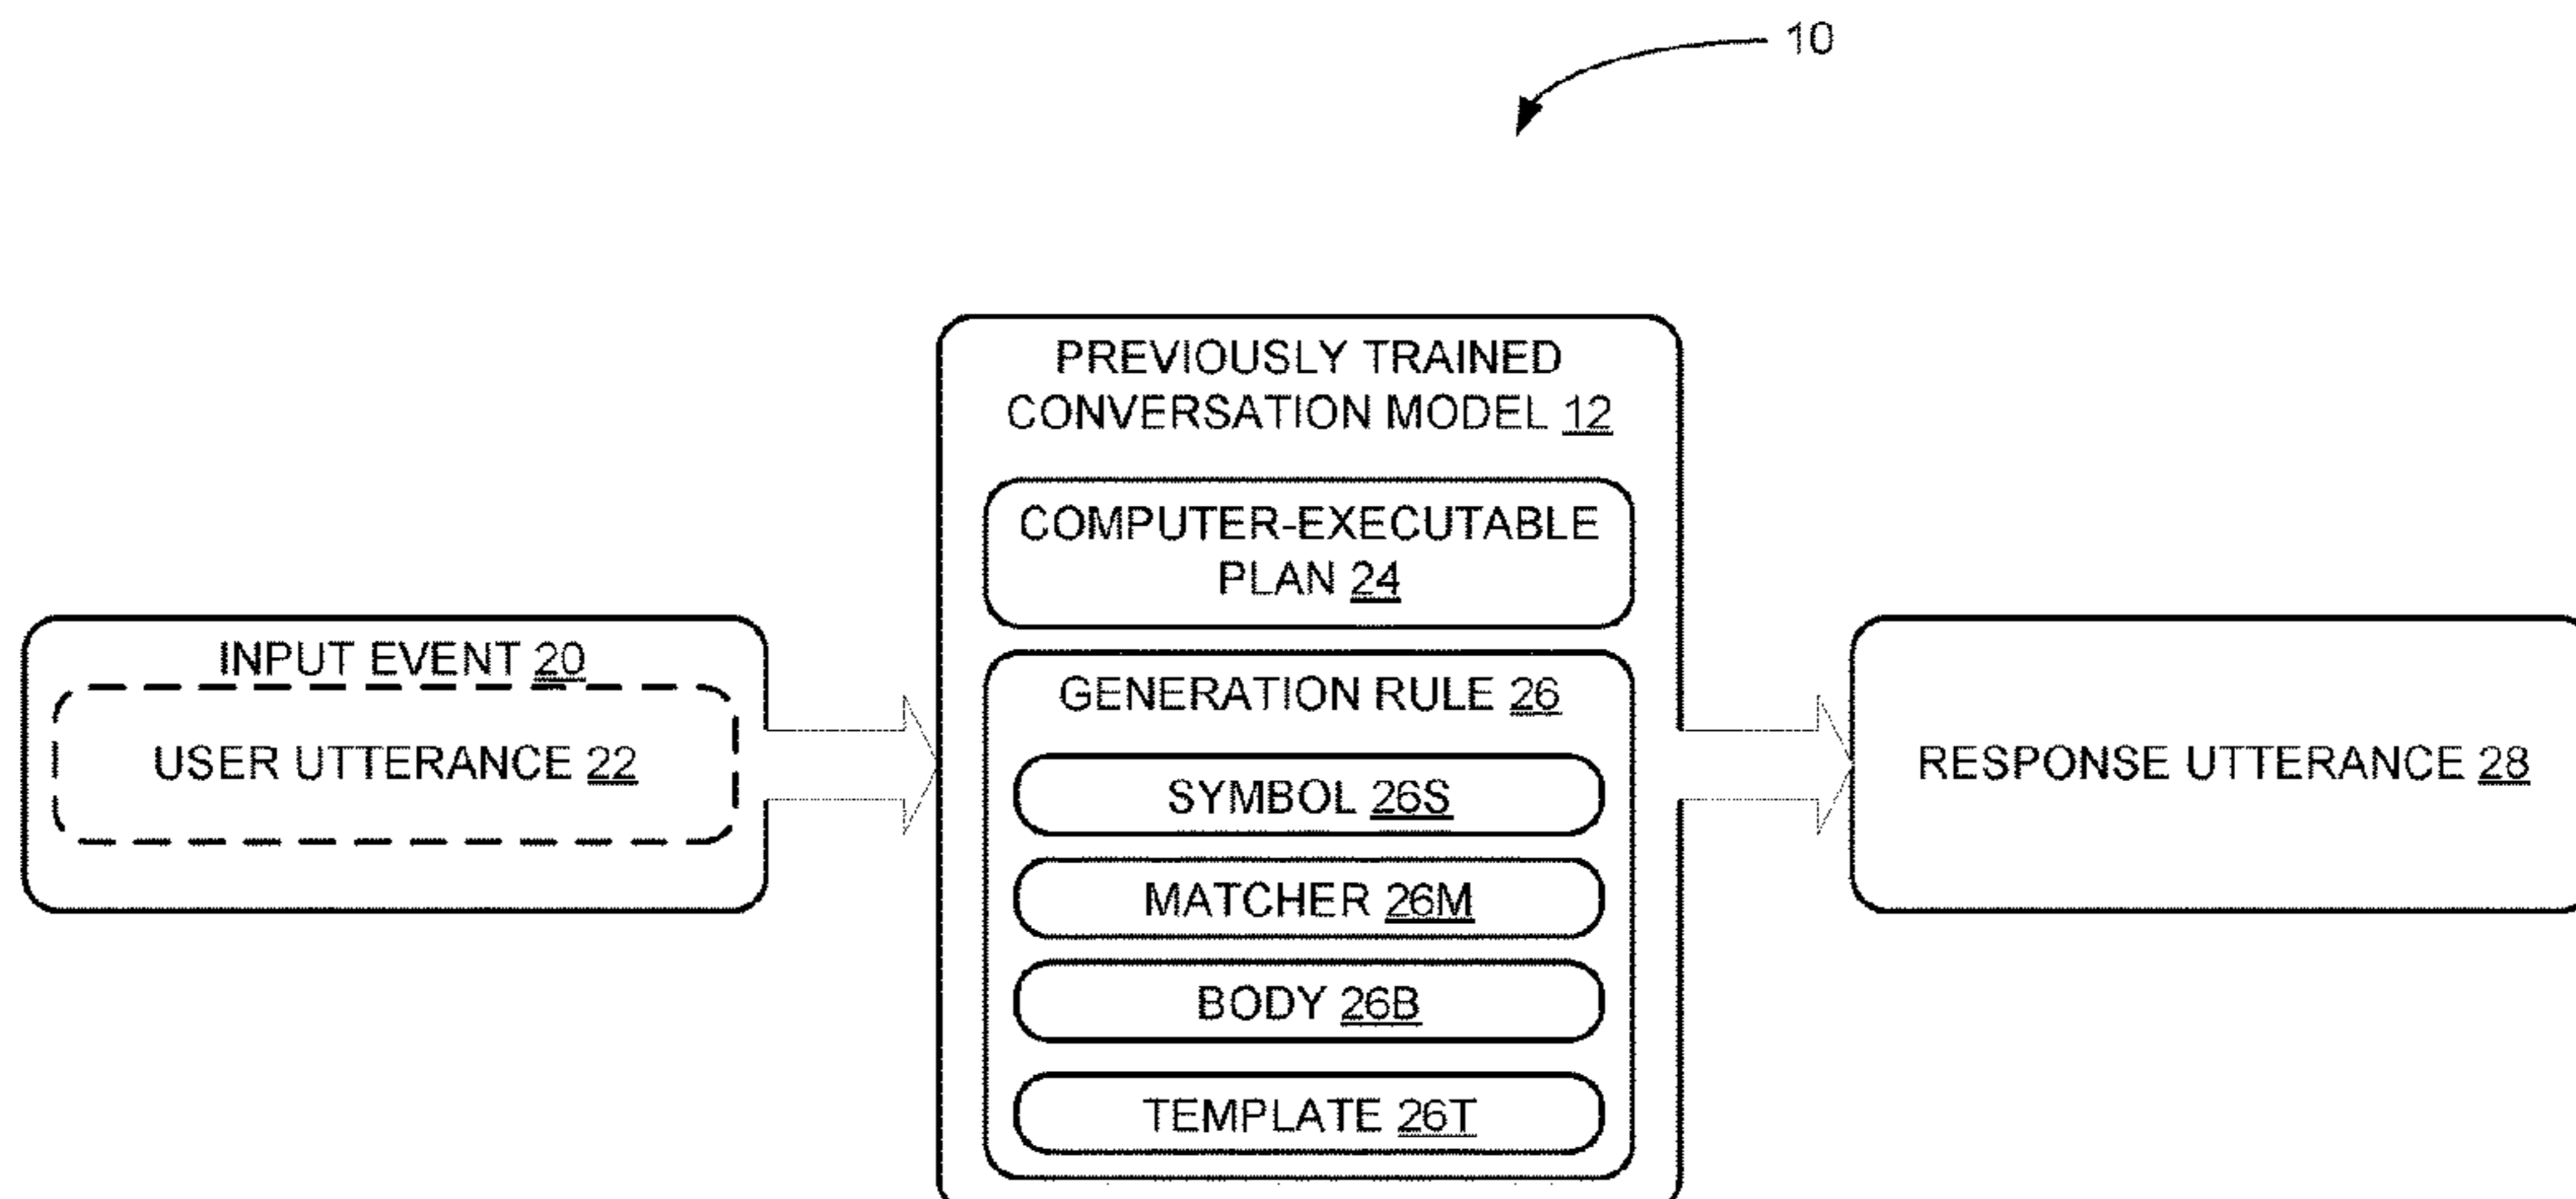 10
PREVIOUSLY TRAINED
CONVERSATION MODEL 12
COMPUTER-EXECUTABLE
PLAN 24
INPUT EVENT 20
USER UTTERANCE 22
GENERATION RULE 26
SYMBOL 26S
MATCHER 26M
BODY 26B
TEMPLATE 26T
RESPONSE UTTERANCE 28